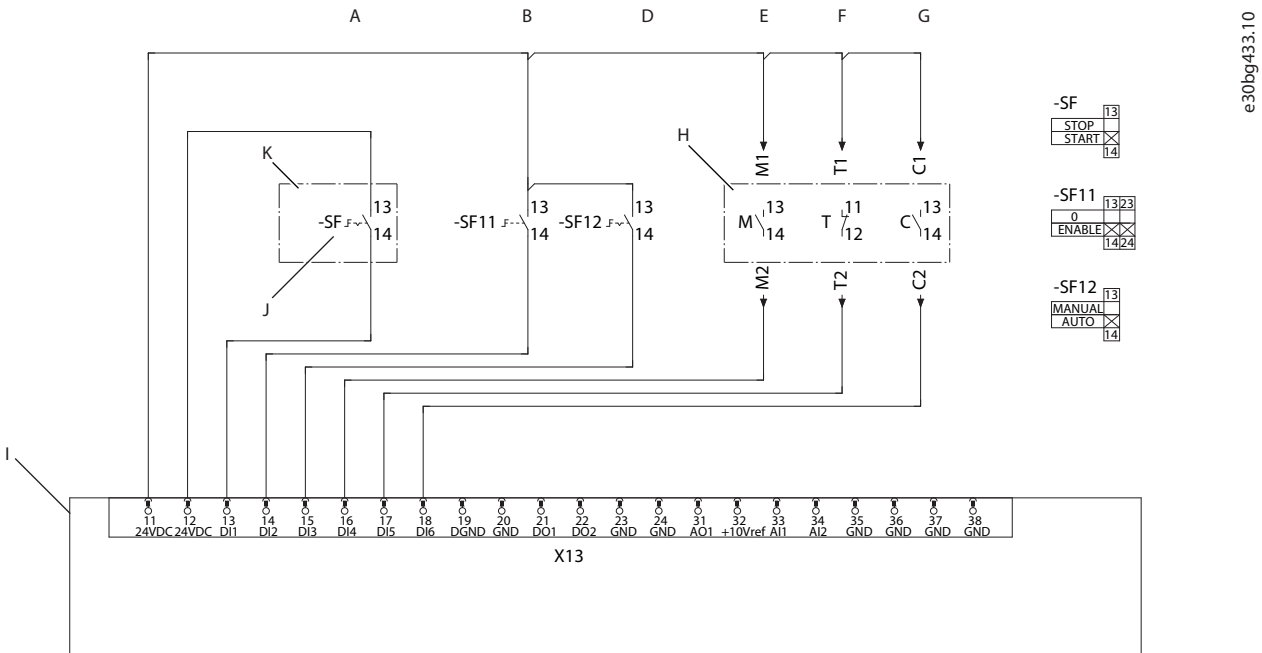 A B D E F G
e30bg433.10
-SF 13
STOP
START
14
H
K
M1 T1 C1
-SF11 13 23
0
ENABLE
14 24
-SF 13
14
-SF11 13
14
-SF12 13
14
M 13
14
T 11
12
C 13
14
J
M2 T2 C2
-SF12 13
MANUAL
AUTO
14
I
11 12 13 14 15 16 17 18 19 20 21 22 23 24 31 32 33 34 35 36 37 38
24VDC 24VDC DI1 DI2 DI3 DI4 DI5 DI6 DGND GND DO1 DO2 GND GND AO1 +10Vref AI1 AI2 GND GND GND GND
X13